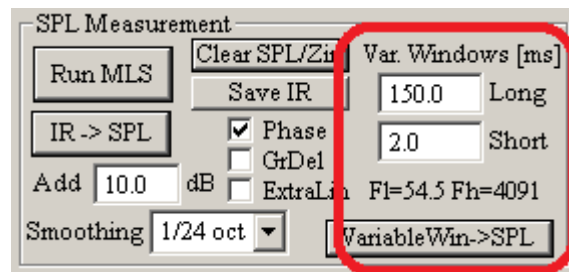 SPL Measurement
Run MLS
Clear SPL/Zin
Var. Windows [ms]
Save IR
150.0 Long
IR -> SPL
Phase
2.0 Short
GrDel
Add 10.0 dB
ExtraLin
Fl=54.5 Fh=4091
Smoothing 1/24 oct
VariableWin->SPL